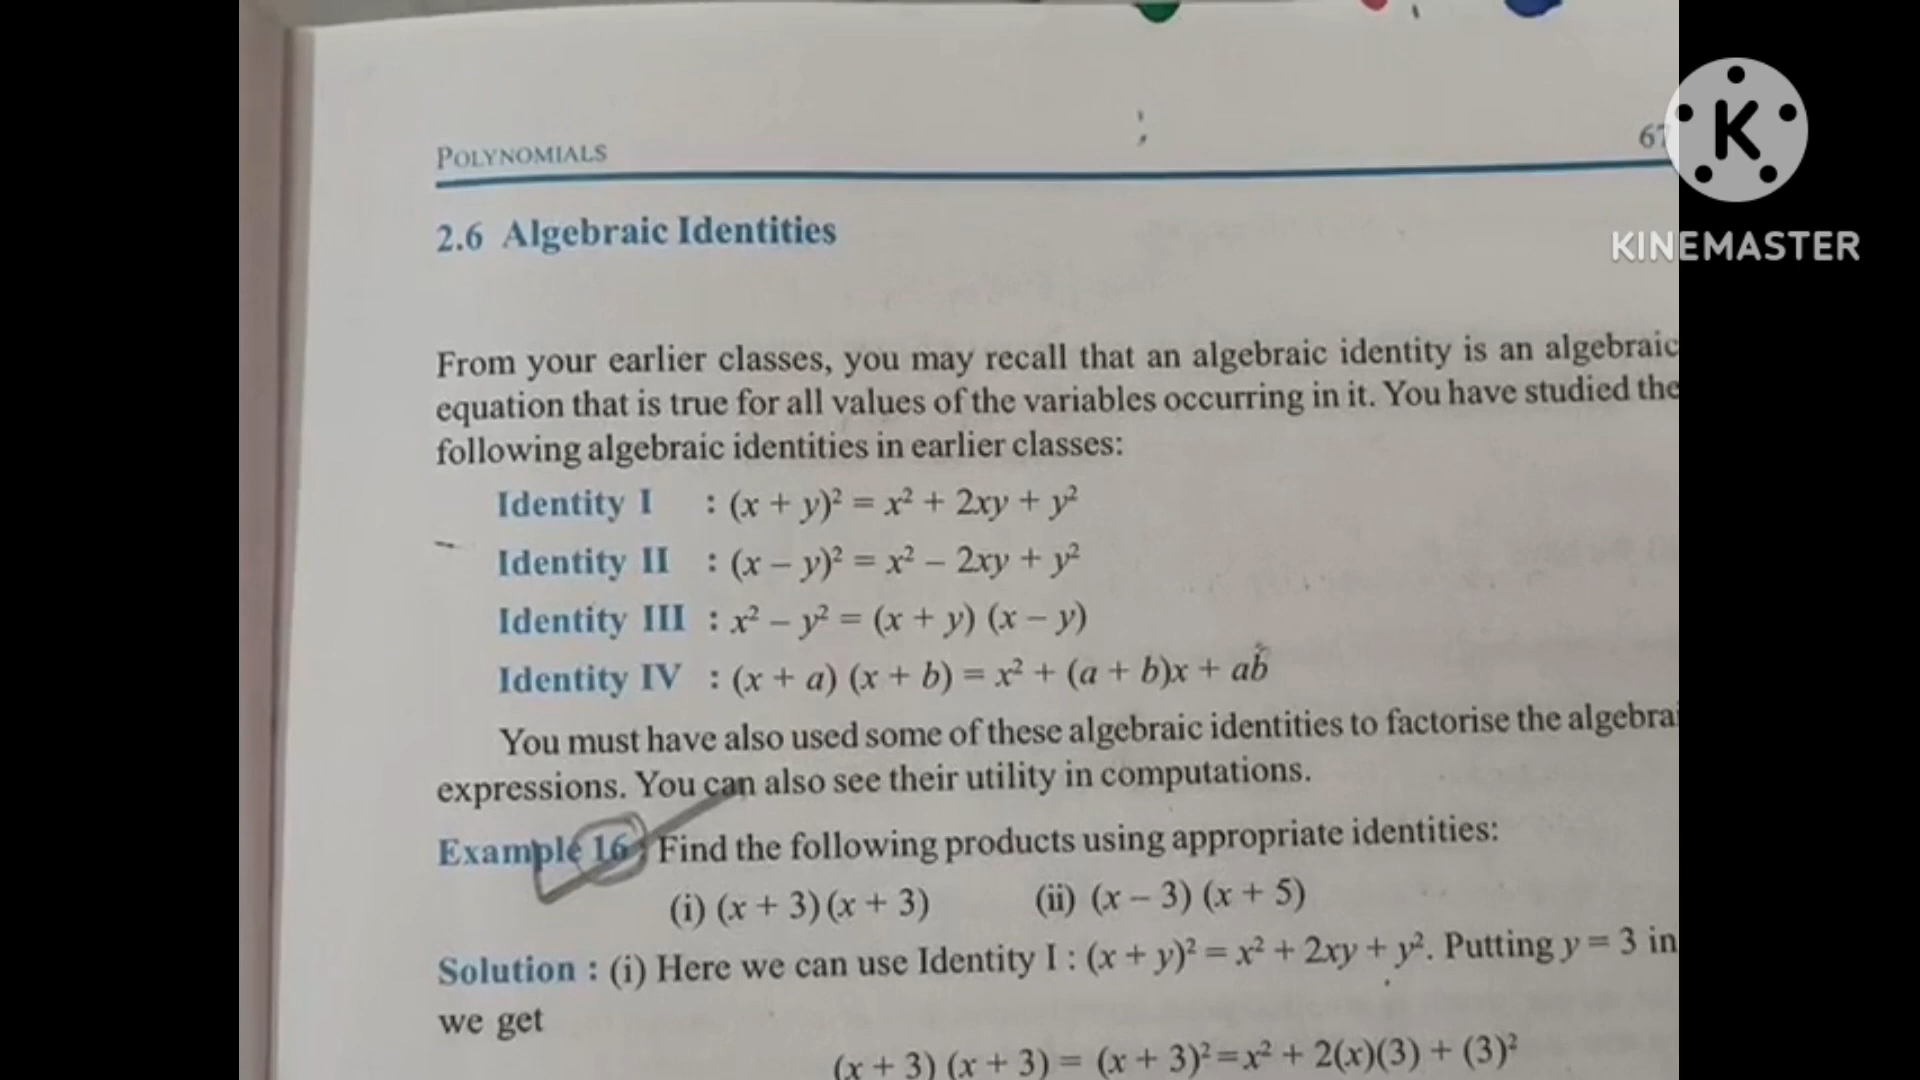 POLYNOMIALS
67
K
KINEMASTER
2.6 Algebraic Identities
From your earlier classes, you may recall that an algebraic identity is an algebraic
equation that is true for all values of the variables occurring in it. You have studied the
following algebraic identities in earlier classes:
Identity I : (x + y)² = x² + 2xy + y²
Identity II : (x – y)² = x² – 2xy + y²
Identity III : x² – y² = (x + y) (x – y)
Identity IV : (x + a) (x + b) = x² + (a + b)x + ab
You must have also used some of these algebraic identities to factorise the algebrai
expressions. You can also see their utility in computations.
Example 16 : Find the following products using appropriate identities:
(i) (x + 3) (x + 3) (ii) (x – 3) (x + 5)
Solution : (i) Here we can use Identity I : (x + y)² = x² + 2xy + y². Putting y = 3 in
we get
(x + 3) (x + 3) = (x + 3)² = x² + 2(x)(3) + (3)²